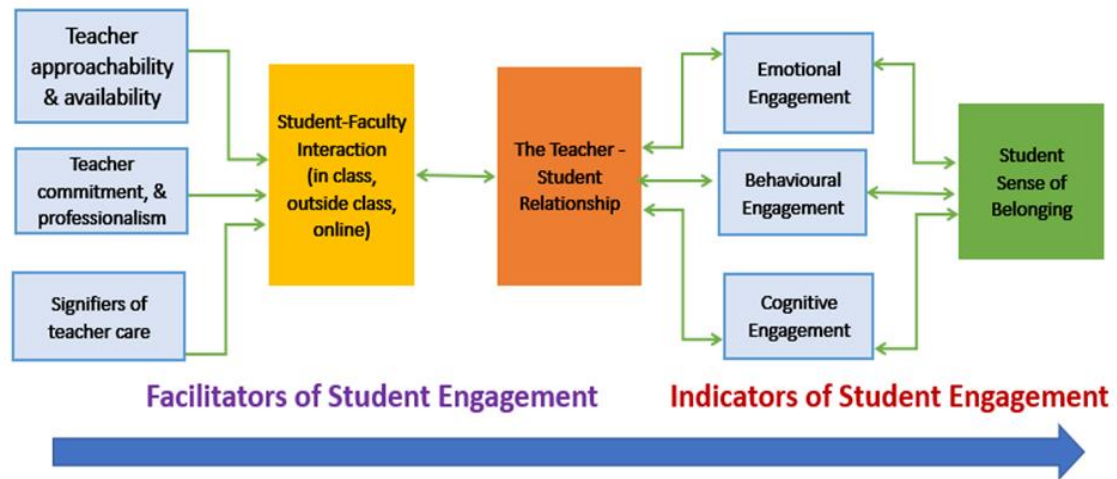 Teacher
approachability
& availability
Teacher
commitment, &
professionalism
Signifiers of
teacher care
Student-Faculty
Interaction
(in class,
outside class,
online)
The Teacher -
Student
Relationship
Emotional
Engagement
Behavioural
Engagement
Cognitive
Engagement
Student
Sense of
Belonging
Facilitators of Student Engagement
Indicators of Student Engagement